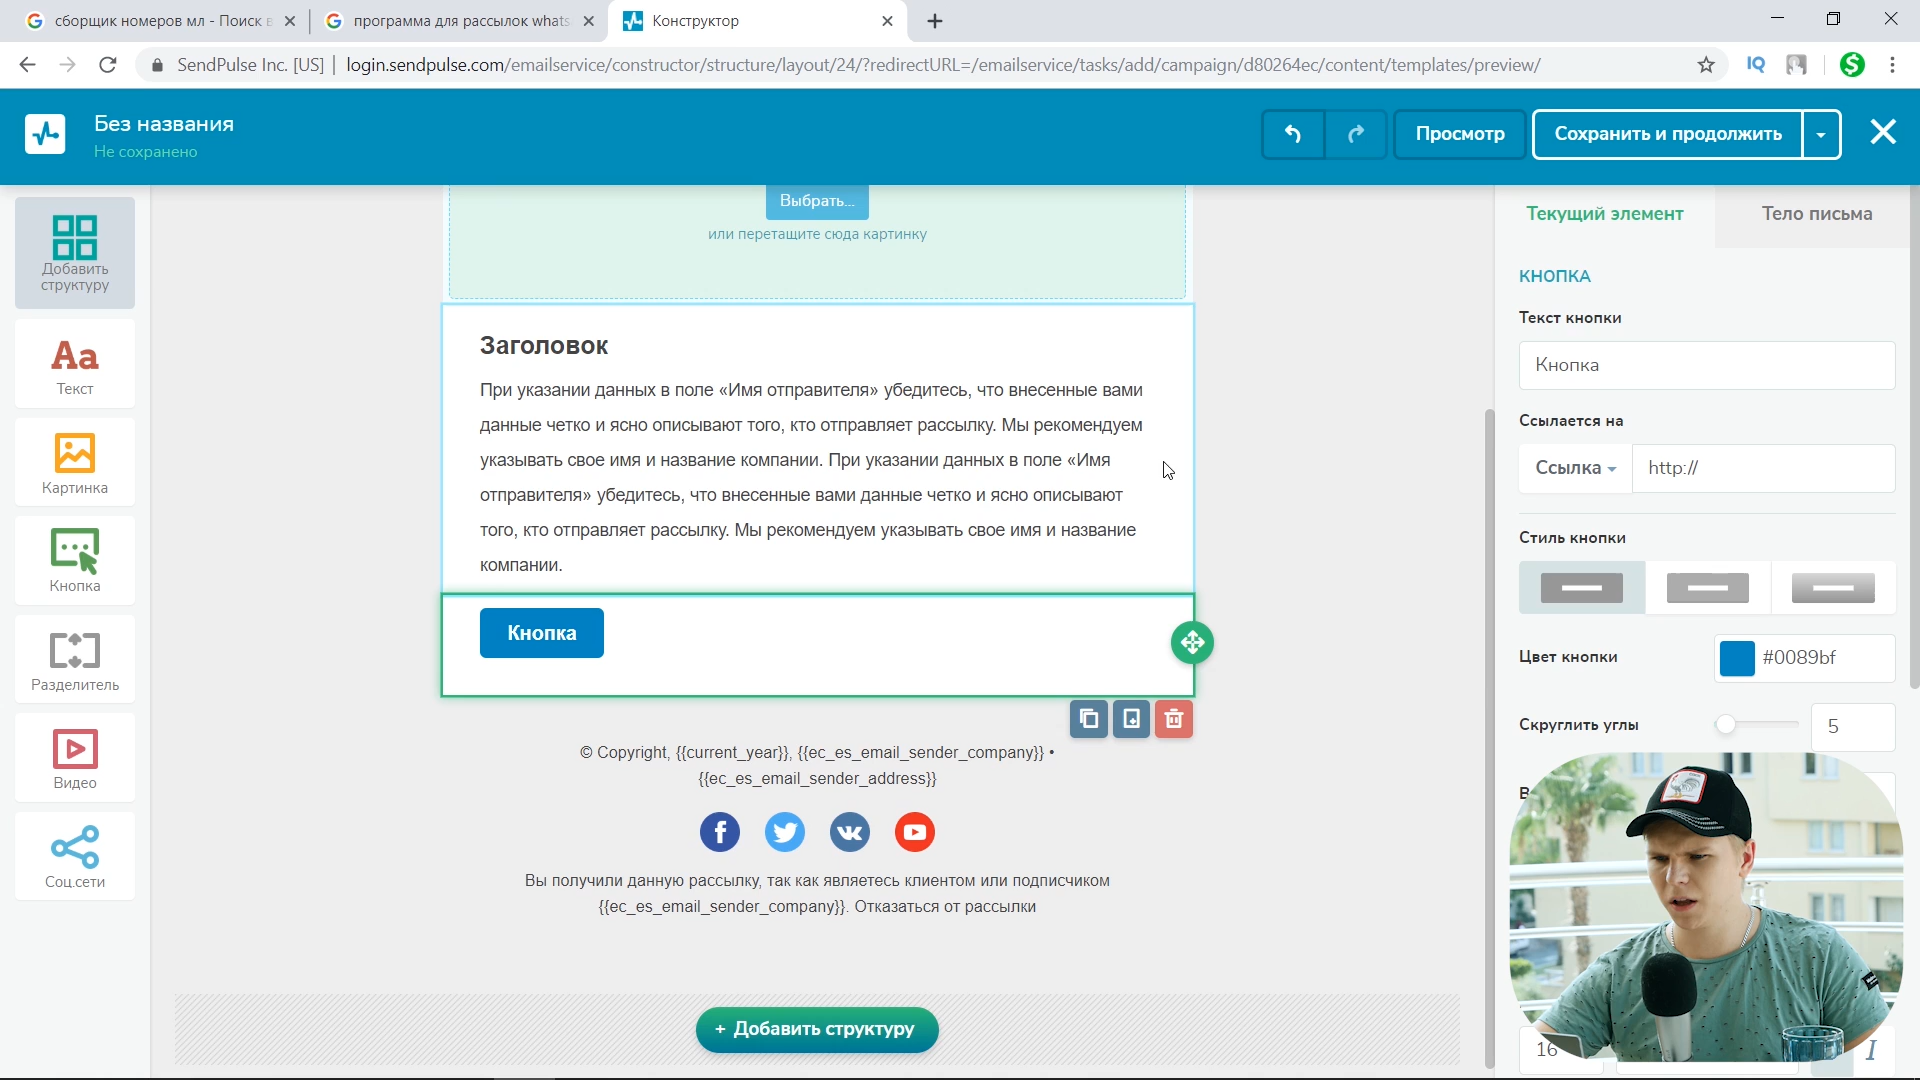 сборщик номеров мл - Поиск в
программа для рассылок whats
Конструктор
SendPulse Inc. [US]
login.sendpulse.com/emailservice/constructor/structure/layout/24/?redirectURL=/emailservice/tasks/add/campaign/d80264ec/content/templates/preview/
IQ
Без названия
Не сохранено
Просмотр
Сохранить и продолжить
Добавить
структуру
Aa
Текст
Картинка
Кнопка
Разделитель
Видео
Соц.сети
Выбрать...
или перетащите сюда картинку
Заголовок
При указании данных в поле «Имя отправителя» убедитесь, что внесенные вами
данные четко и ясно описывают того, кто отправляет рассылку. Мы рекомендуем
указывать свое имя и название компании. При указании данных в поле «Имя
отправителя» убедитесь, что внесенные вами данные четко и ясно описывают
того, кто отправляет рассылку. Мы рекомендуем указывать свое имя и название
компании.
Кнопка
© Copyright, {{current_year}}, {{ec_es_email_sender_company}} •
{{ec_es_email_sender_address}}
Вы получили данную рассылку, так как являетесь клиентом или подписчиком
{{ec_es_email_sender_company}}. Отказаться от рассылки
+ Добавить структуру
Текущий элемент
Тело письма
КНОПКА
Текст кнопки
Кнопка
Ссылается на
Ссылка
http://
Стиль кнопки
Цвет кнопки
#0089bf
Скруглить углы
5
16
I